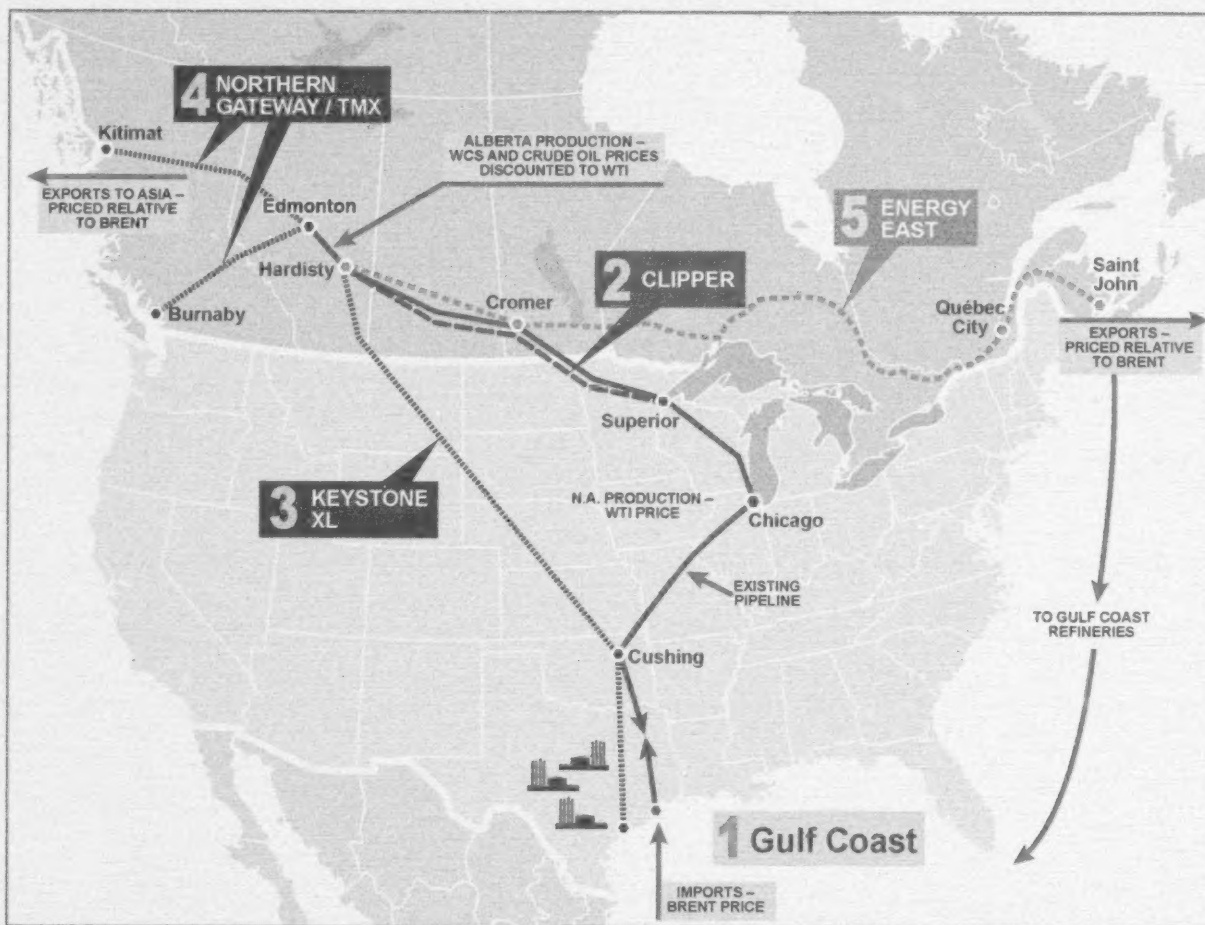 4 NORTHERN
GATEWAY / TMX
Kitimat
ALBERTA PRODUCTION –
WCS AND CRUDE OIL PRICES
DISCOUNTED TO WTI
EXPORTS TO ASIA –
PRICED RELATIVE
TO BRENT
Edmonton
5 ENERGY
EAST
Hardisty
2 CLIPPER
Saint
John
Cromer
Québec
City
Burnaby
EXPORTS –
PRICED RELATIVE
TO BRENT
Superior
3 KEYSTONE
XL
N.A. PRODUCTION –
WTI PRICE
Chicago
EXISTING
PIPELINE
TO GULF COAST
REFINERIES
Cushing
1 Gulf Coast
IMPORTS –
BRENT PRICE